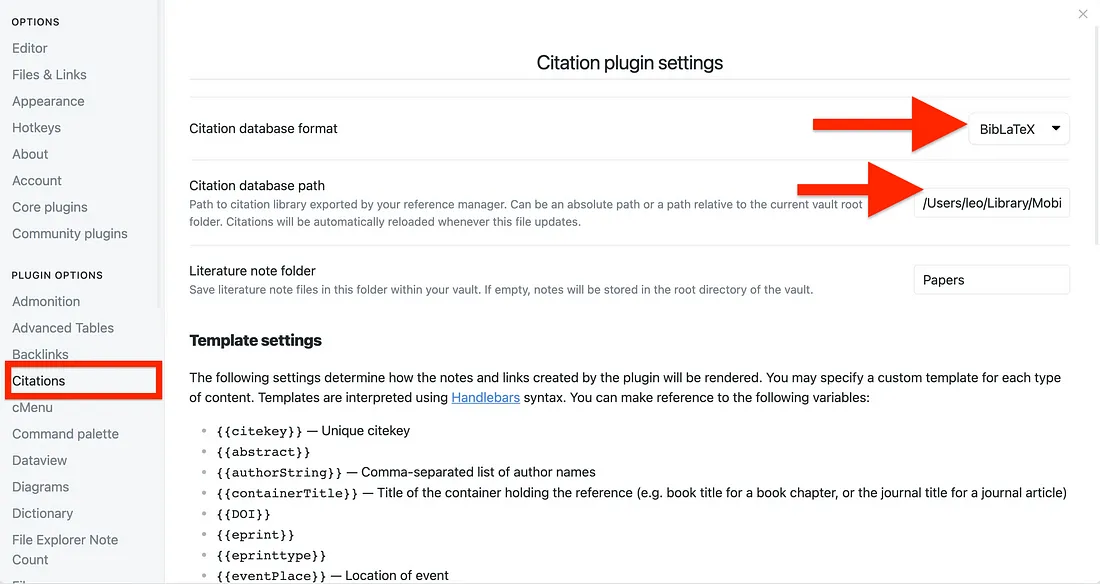 OPTIONS
Editor
Files & Links
Appearance
Hotkeys
About
Account
Core plugins
Community plugins
PLUGIN OPTIONS
Admonition
Advanced Tables
Backlinks
Citations
cMenu
Command palette
Dataview
Diagrams
Dictionary
File Explorer Note
Count
Citation plugin settings
Citation database format
BibLaTeX
Citation database path
Path to citation library exported by your reference manager. Can be an absolute path or a path relative to the current vault root
folder. Citations will be automatically reloaded whenever this file updates.
/Users/leo/Library/Mobi
Literature note folder
Save literature note files in this folder within your vault. If empty, notes will be stored in the root directory of the vault.
Papers
Template settings
The following settings determine how the notes and links created by the plugin will be rendered. You may specify a custom template for each type
of content. Templates are interpreted using Handlebars syntax. You can make reference to the following variables:
• {{citekey}} — Unique citekey
• {{abstract}}
• {{authorString}} — Comma-separated list of author names
• {{containerTitle}} — Title of the container holding the reference (e.g. book title for a book chapter, or the journal title for a journal article)
• {{DOI}}
• {{eprint}}
• {{eprinttype}}
• {{eventPlace}} — Location of event